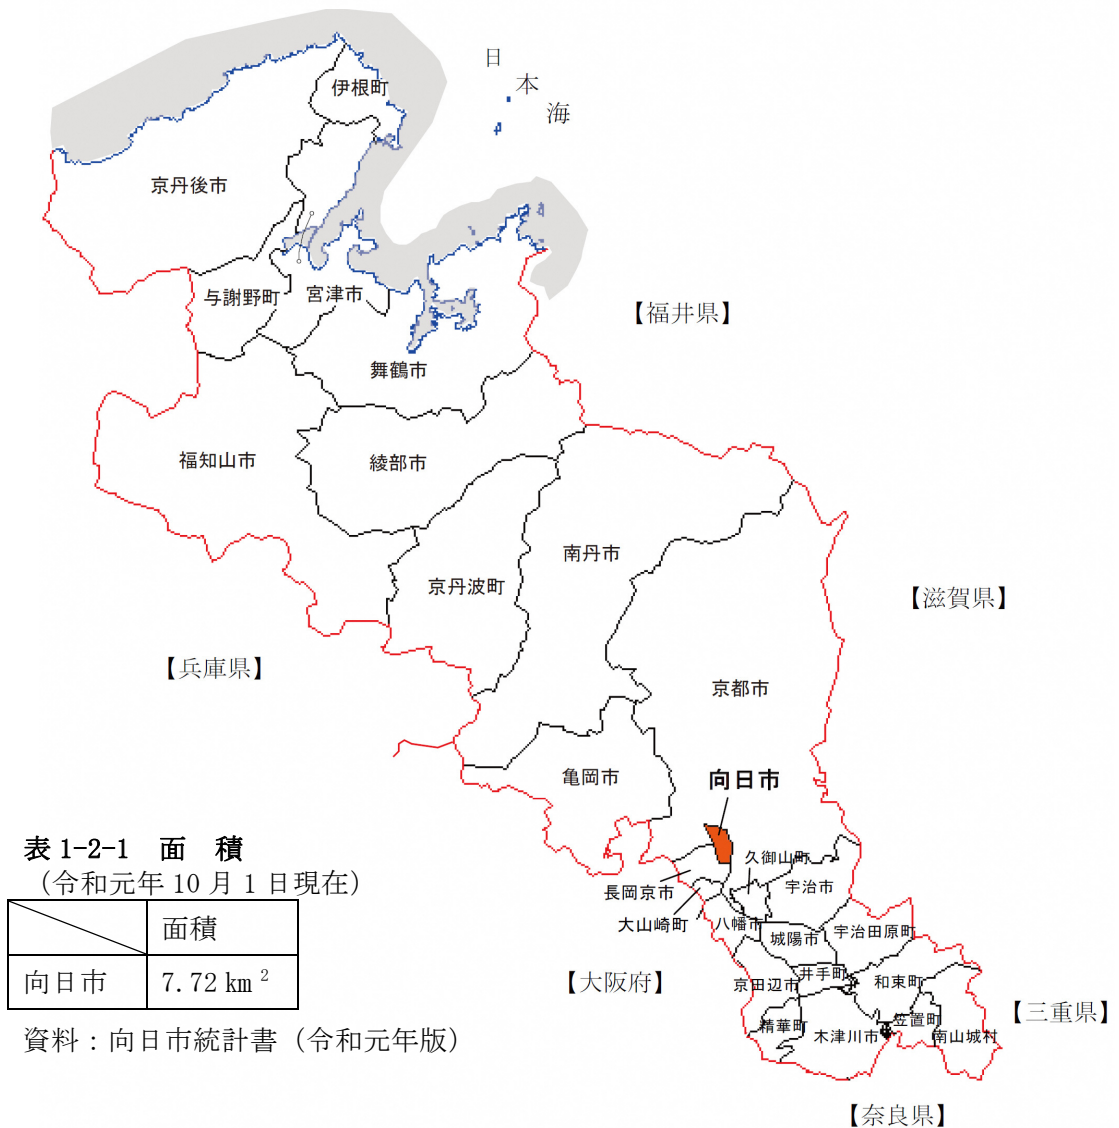 日本海
伊根町
京丹後市
与謝野町
宮津市
【福井県】
舞鶴市
福知山市
綾部市
南丹市
京丹波町
【滋賀県】
【兵庫県】
京都市
亀岡市
向日市
表 1-2-1　面　積
（令和元年 10 月 1 日現在）
面積
向日市 7.72 km²
資料：向日市統計書（令和元年版）
久御山町
長岡京市
宇治市
大山崎町
八幡市
城陽市
宇治田原町
【大阪府】
京田辺市
井手町
和束町
【三重県】
精華町
木津川市
笠置町
南山城村
【奈良県】